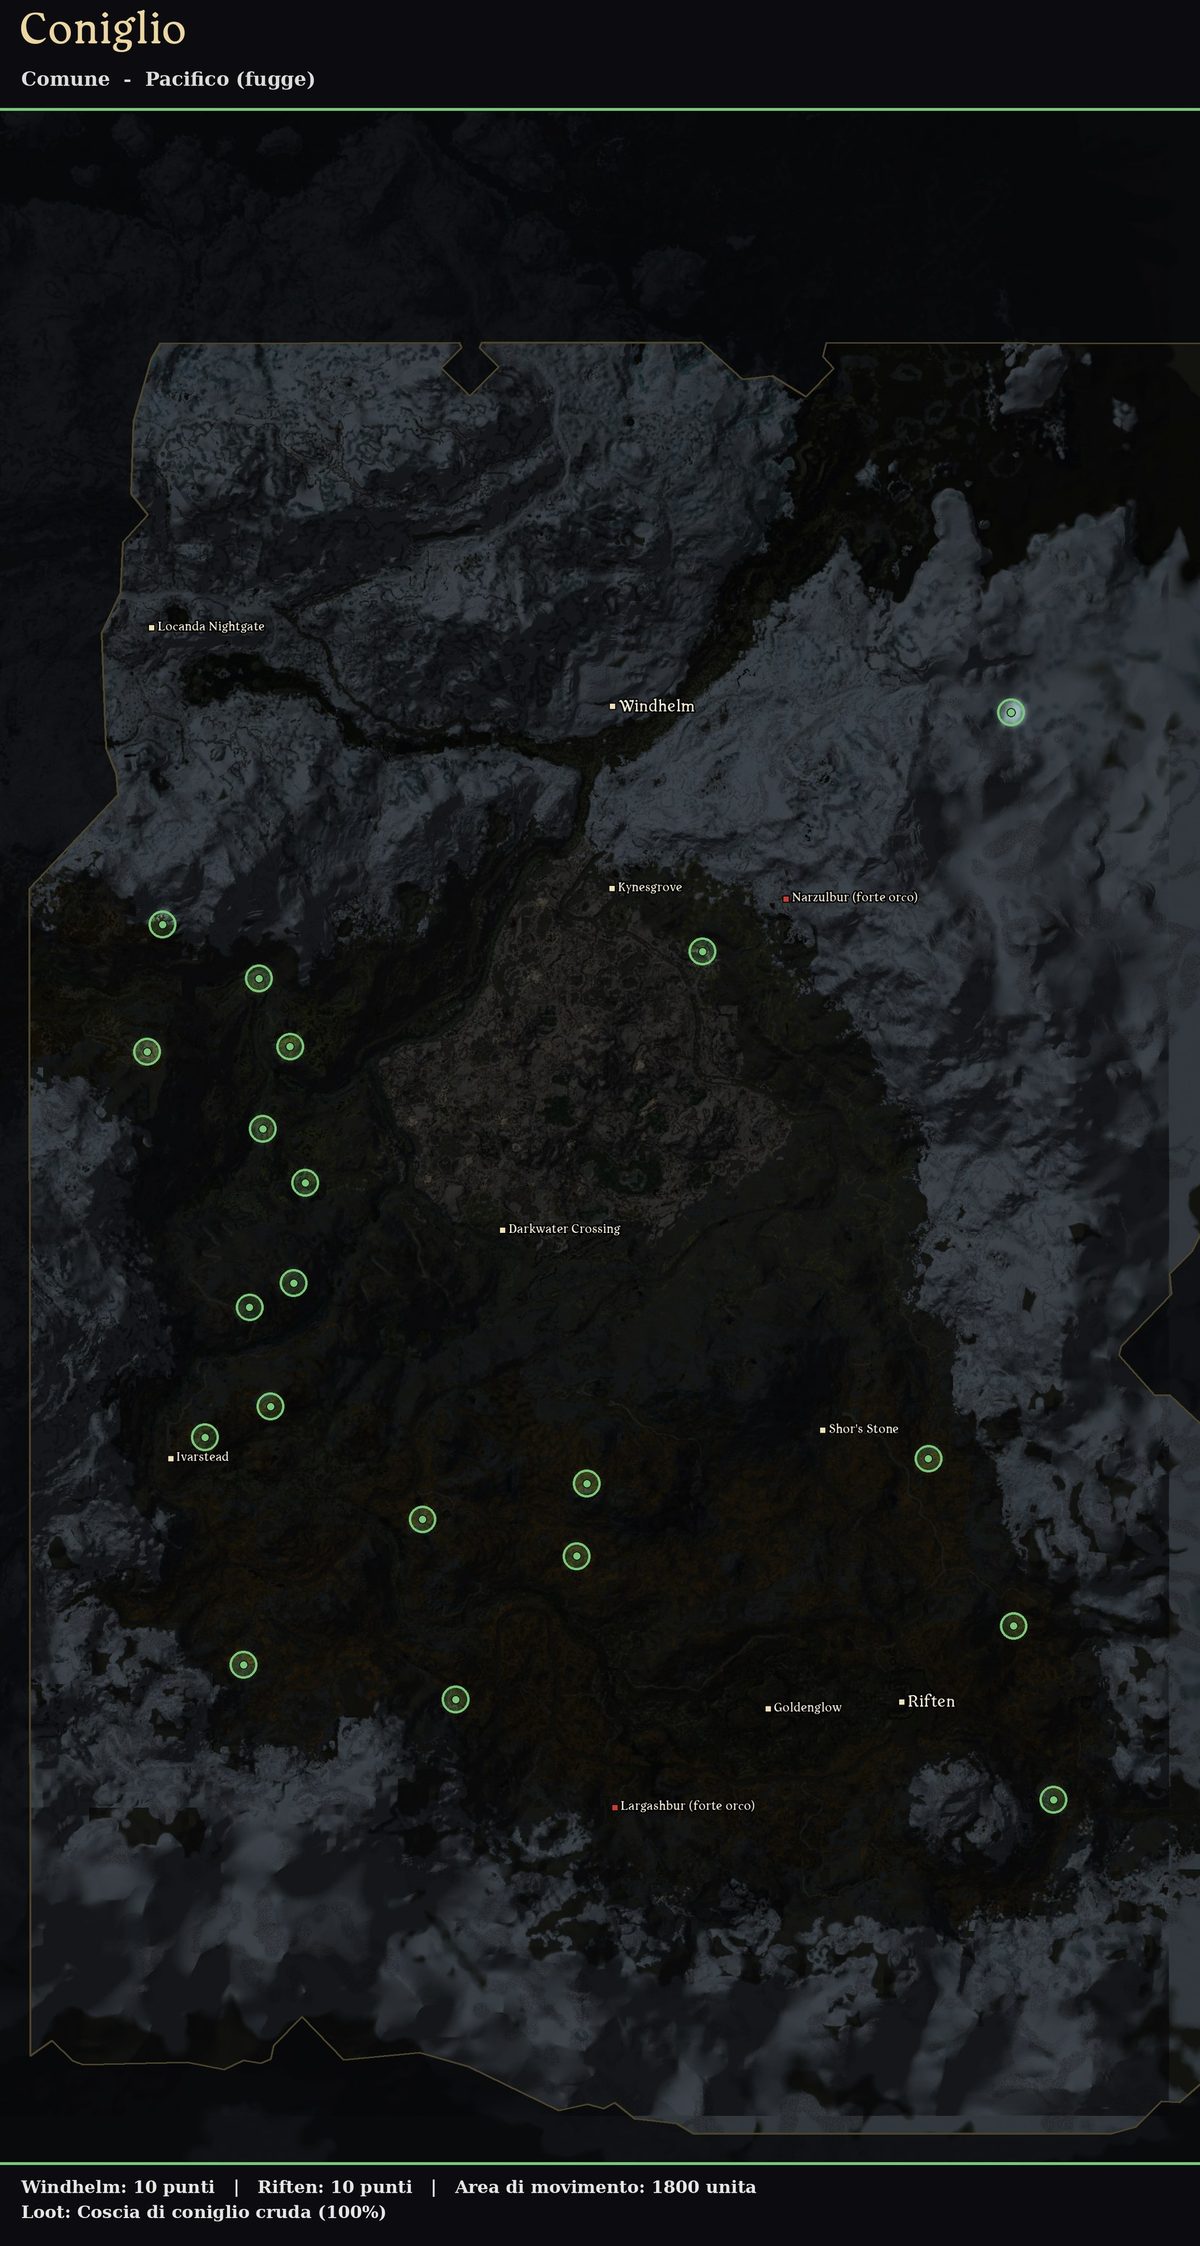 Coniglio
Comune - Pacifico (fugge)
Locanda Nightgate
Windhelm
Kynesgrove
Narzulbur (forte orco)
Darkwater Crossing
Shor's Stone
Ivarstead
Riften
Goldenglow
Largashbur (forte orco)
Windhelm: 10 punti | Riften: 10 punti | Area di movimento: 1800 unita
Loot: Coscia di coniglio cruda (100%)